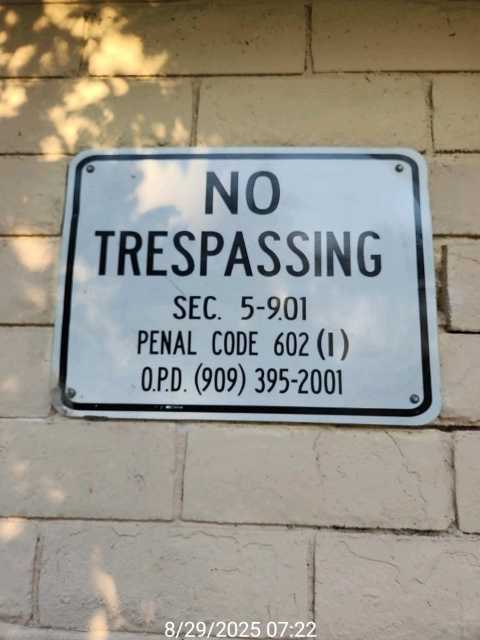 NO
TRESPASSING
SEC. 5-9.01
PENAL CODE 602 (I)
O.P.D. (909) 395-2001
8/29/2025 07:22